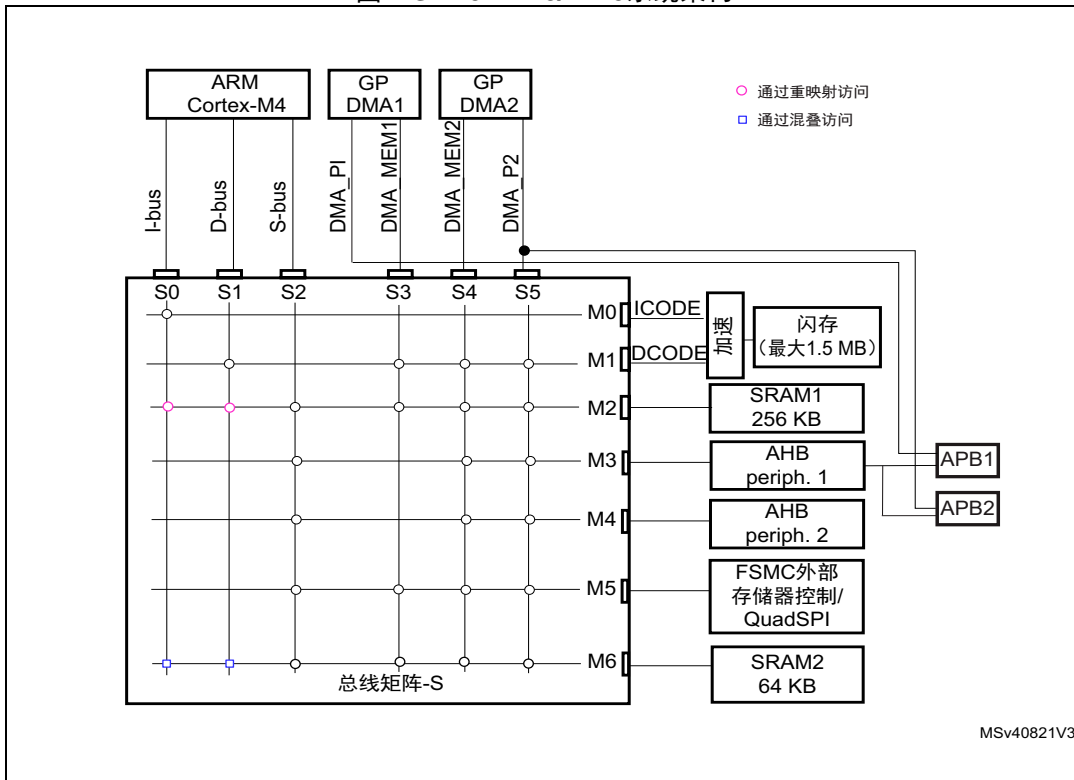 ARM
Cortex-M4
GP
DMA1
GP
DMA2
通过重映射访问
通过混叠访问
I-bus
D-bus
S-bus
DMA_PI
DMA_MEM1
DMA_MEM2
DMA_P2
S0
S1
S2
S3
S4
S5
M0
ICODE
加速
闪存
（最大1.5 MB）
M1
DCODE
M2
SRAM1
256 KB
M3
AHB
periph. 1
APB1
M4
AHB
periph. 2
APB2
M5
FSMC外部
存储器控制/
QuadSPI
M6
SRAM2
64 KB
总线矩阵-S
MSv40821V3